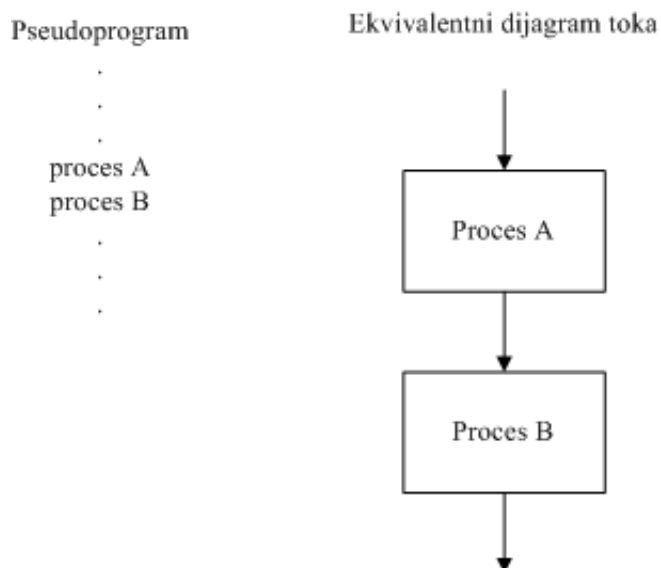 Pseudoprogram
.
.
.
proces A
proces B
.
.
.
Ekvivalentni dijagram toka
Proces A
Proces B